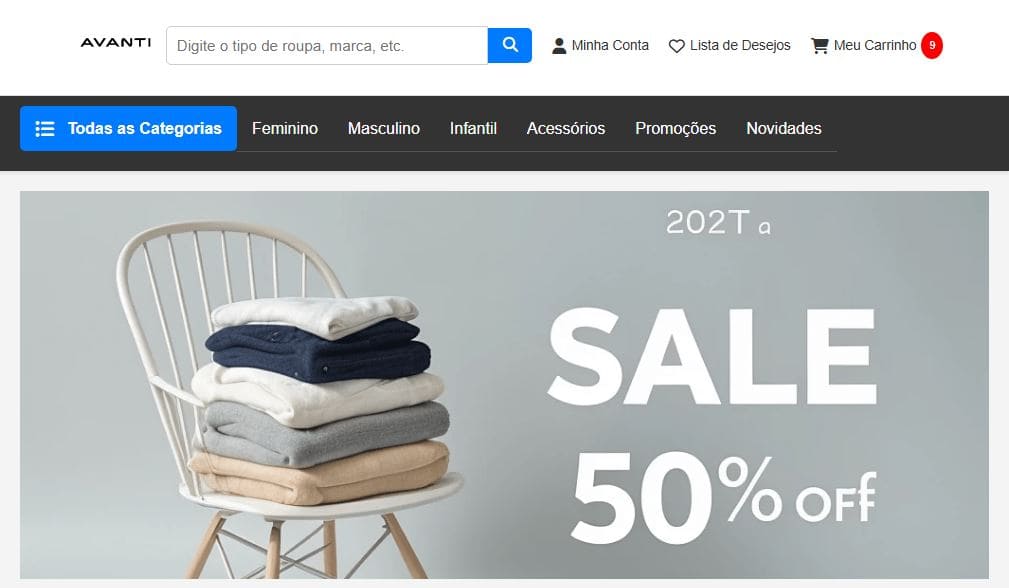 AVANTI
Digite o tipo de roupa, marca, etc.
Minha Conta
Lista de Desejos
Meu Carrinho 9
Todas as Categorias
Feminino
Masculino
Infantil
Acessórios
Promoções
Novidades
202T a
SALE
50% OFF